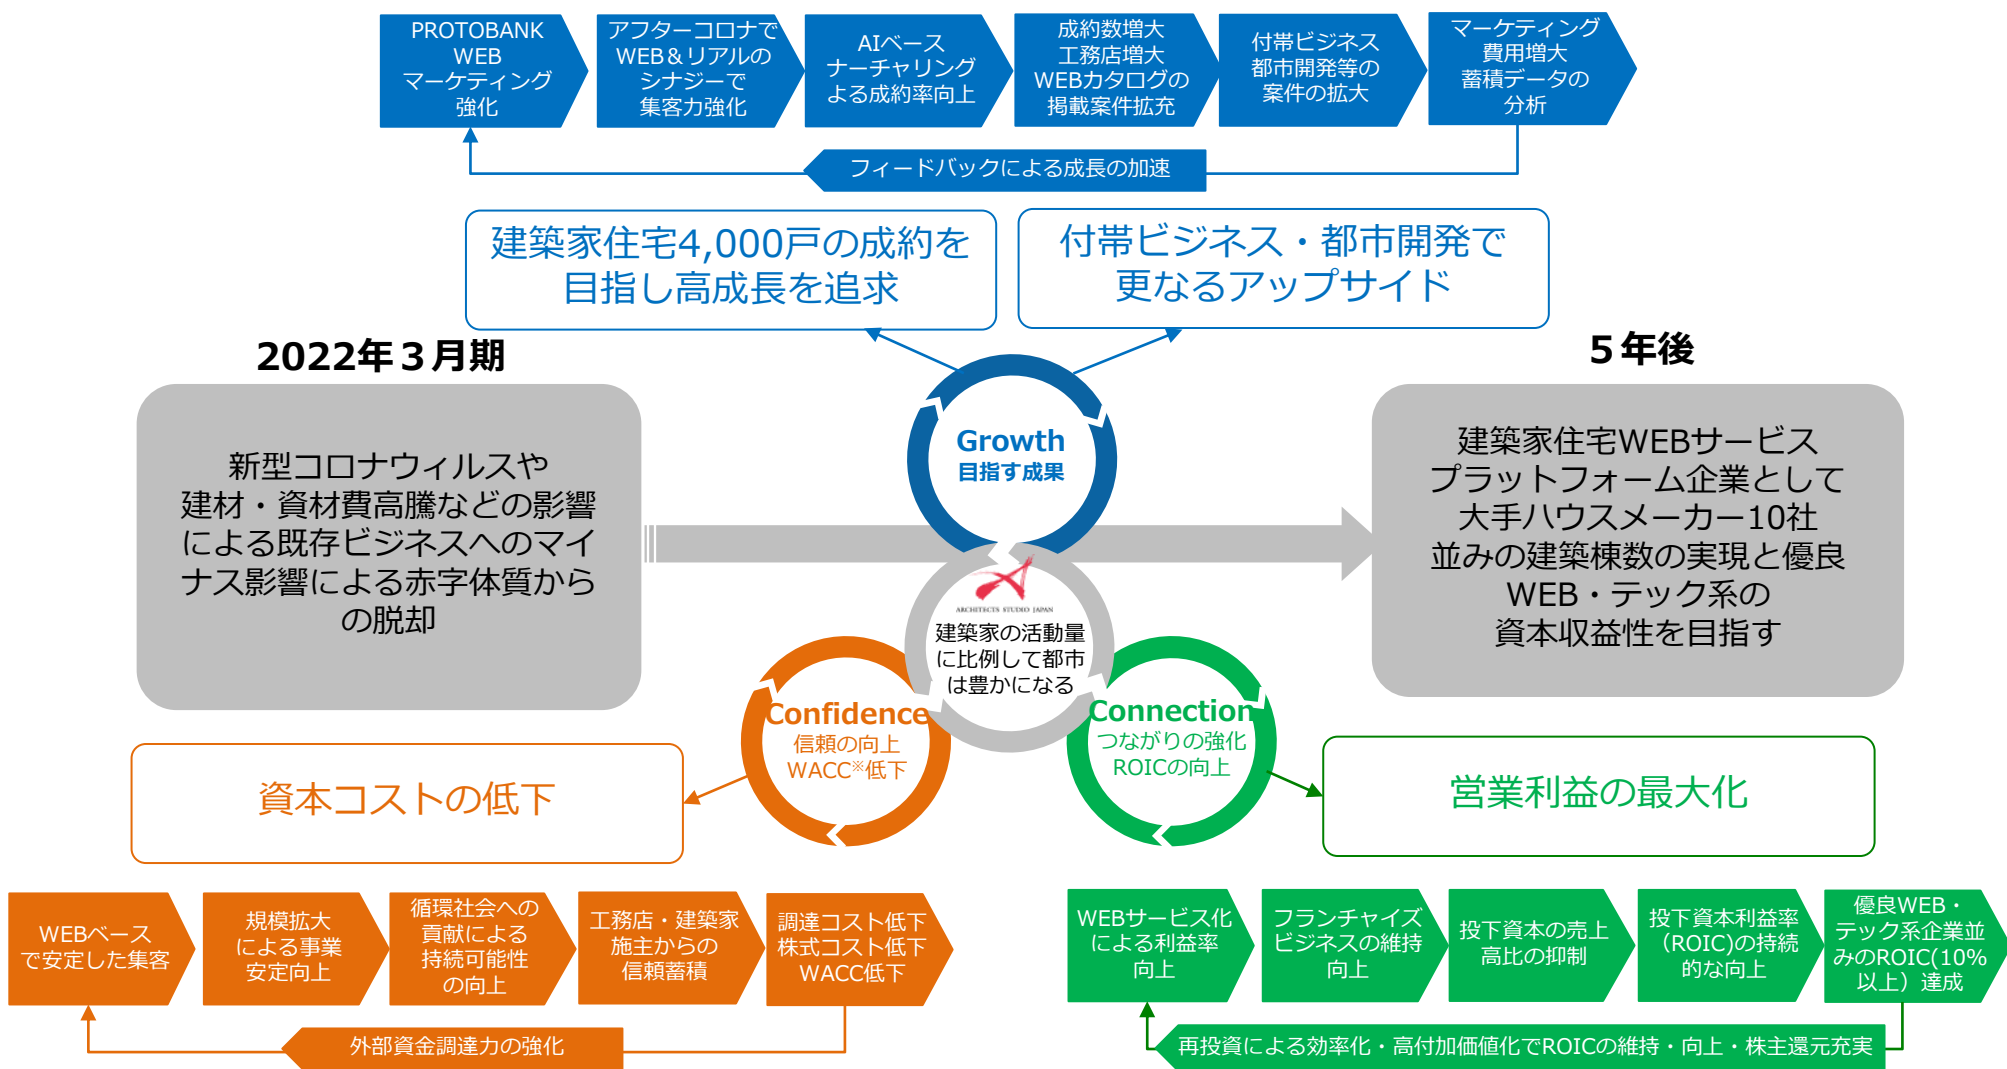 PROTOBANK
WEB
マーケティング
強化
アフターコロナで
WEB＆リアルの
シナジーで
集客力強化
AIベース
ナーチャリング
よる成約率向上
成約数増大
工務店増大
WEBカタログの
掲載案件拡充
付帯ビジネス
都市開発等の
案件の拡大
マーケティング
費用増大
蓄積データの
分析
フィードバックによる成長の加速
建築家住宅4,000戸の成約を
目指し高成長を追求
付帯ビジネス・都市開発で
更なるアップサイド
2022年３月期
５年後
新型コロナウィルスや
建材・資材費高騰などの影響
による既存ビジネスへのマイ
ナス影響による赤字体質から
の脱却
Growth
目指す成果
建築家住宅WEBサービス
プラットフォーム企業として
大手ハウスメーカー10社
並みの建築棟数の実現と優良
WEB・テック系の
資本収益性を目指す
ARCHITECTS STUDIO JAPAN
建築家の活動量
に比例して都市
は豊かになる
Confidence
信頼の向上
WACC※低下
Connection
つながりの強化
ROICの向上
資本コストの低下
営業利益の最大化
WEBベース
で安定した集客
規模拡大
による事業
安定向上
循環社会への
貢献による
持続可能性
の向上
工務店・建築家
施主からの
信頼蓄積
調達コスト低下
株式コスト低下
WACC低下
外部資金調達力の強化
WEBサービス化
による利益率
向上
フランチャイズ
ビジネスの維持
向上
投下資本の売上
高比の抑制
投下資本利益率
（ROIC)の持続
的な向上
優良WEB・
テック系企業並
みのROIC(10%
以上）達成
再投資による効率化・高付加価値化でROICの維持・向上・株主還元充実